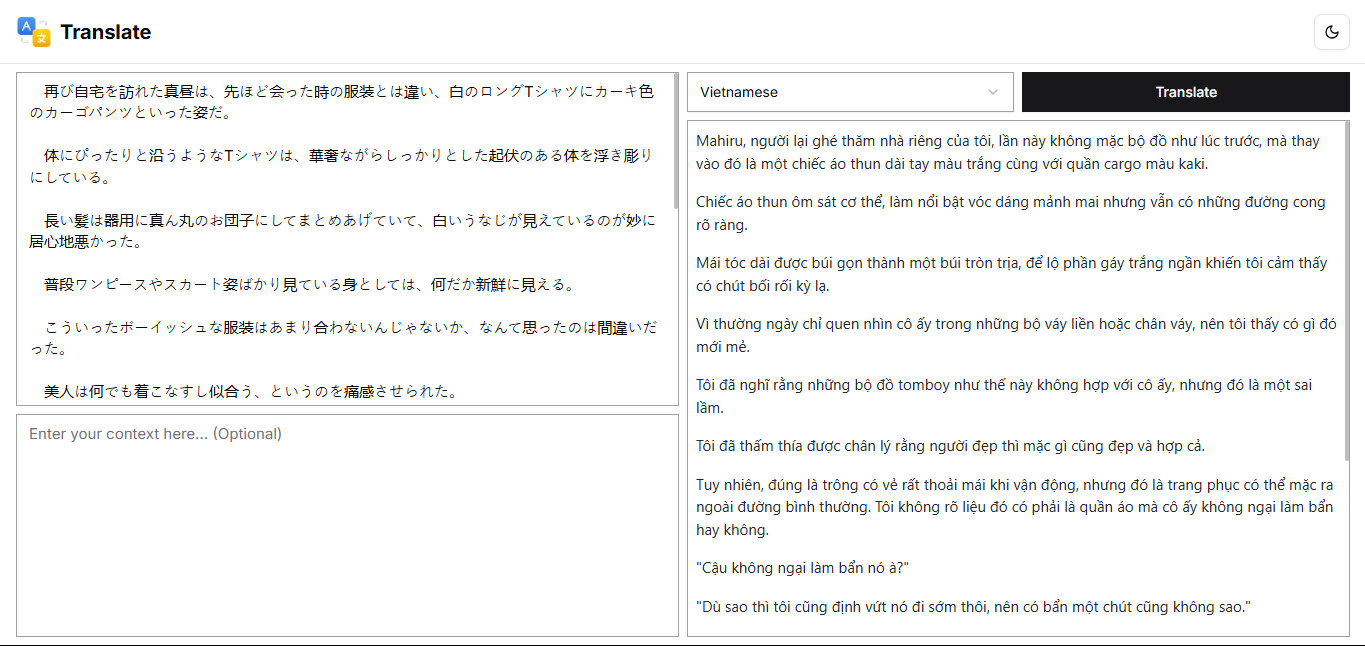 A 文
Translate
再び自宅を訪れた真昼は、先ほど会った時の服装とは違い、白のロングTシャツにカーキ色
のカーゴパンツといった姿だ。
体にぴったりと沿うようなTシャツは、華奢ながらしっかりとした起伏のある体を浮き彫り
にしている。
長い髪は器用に真ん丸のお団子にしてまとめあげていて、白いうなじが見えているのが妙に
居心地悪かった。
普段ワンピースやスカート姿ばかり見ている身としては、何だか新鮮に見える。
こういったボーイッシュな服装はあまり合わないんじゃないか、なんて思ったのは間違いだ
った。
美人は何でも着こなすし似合う、というのを痛感させられた。
Enter your context here... (Optional)
Vietnamese
Translate
Mahiru, người lại ghé thăm nhà riêng của tôi, lần này không mặc bộ đồ như lúc trước, mà thay
vào đó là một chiếc áo thun dài tay màu trắng cùng với quần cargo màu kaki.
Chiếc áo thun ôm sát cơ thể, làm nổi bật vóc dáng mảnh mai nhưng vẫn có những đường cong
rõ ràng.
Mái tóc dài được búi gọn thành một búi tròn trịa, để lộ phần gáy trắng ngần khiến tôi cảm thấy
có chút bối rối kỳ lạ.
Vì thường ngày chỉ quen nhìn cô ấy trong những bộ váy liền hoặc chân váy, nên tôi thấy có gì đó
mới mẻ.
Tôi đã nghĩ rằng những bộ đồ tomboy như thế này không hợp với cô ấy, nhưng đó là một sai
lầm.
Tôi đã thấm thía được chân lý rằng người đẹp thì mặc gì cũng đẹp và hợp cả.
Tuy nhiên, đúng là trông có vẻ rất thoải mái khi vận động, nhưng đó là trang phục có thể mặc ra
ngoài đường bình thường. Tôi không rõ liệu đó có phải là quần áo mà cô ấy không ngại làm bẩn
hay không.
"Cậu không ngại làm bẩn nó à?"
"Dù sao thì tôi cũng định vứt nó đi sớm thôi, nên có bẩn một chút cũng không sao."